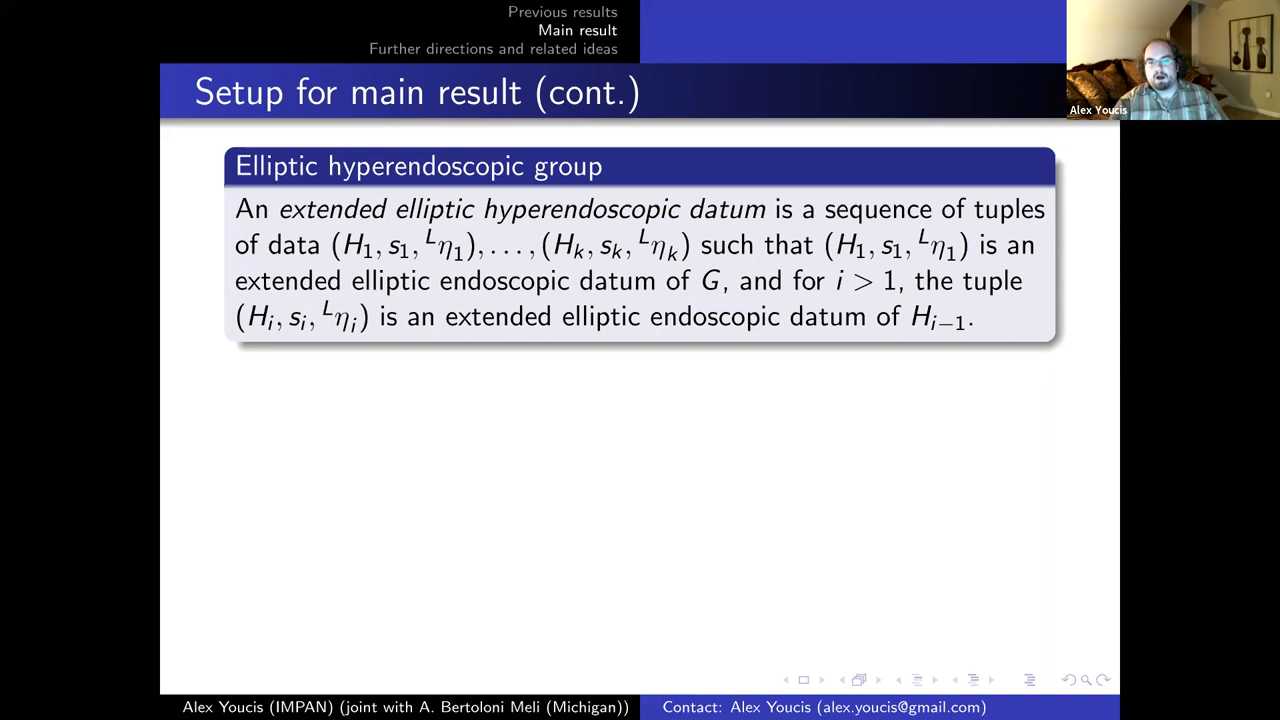 Previous results
Main result
Further directions and related ideas
Alex Youcis
Setup for main result (cont.)
Elliptic hyperendoscopic group
An extended elliptic hyperendoscopic datum is a sequence of tuples
of data (H₁, s₁, ᴸη₁), . . . , (Hₖ, sₖ, ᴸηₖ) such that (H₁, s₁, ᴸη₁) is an
extended elliptic endoscopic datum of G, and for i > 1, the tuple
(Hᵢ, sᵢ, ᴸηᵢ) is an extended elliptic endoscopic datum of Hᵢ₋₁.
Alex Youcis (IMPAN) (joint with A. Bertoloni Meli (Michigan))
Contact: Alex Youcis (alex.youcis@gmail.com)